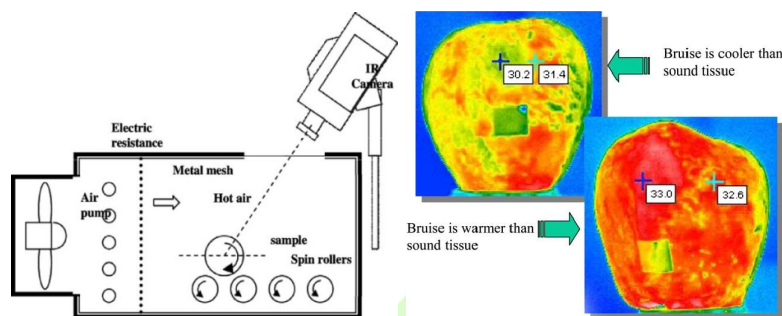 IR
Camera
Electric
resistance
Metal mesh
Air
pump
Hot air
sample
Spin rollers
30.2
31.4
Bruise is cooler than
sound tissue
33.0
32.6
Bruise is warmer than
sound tissue